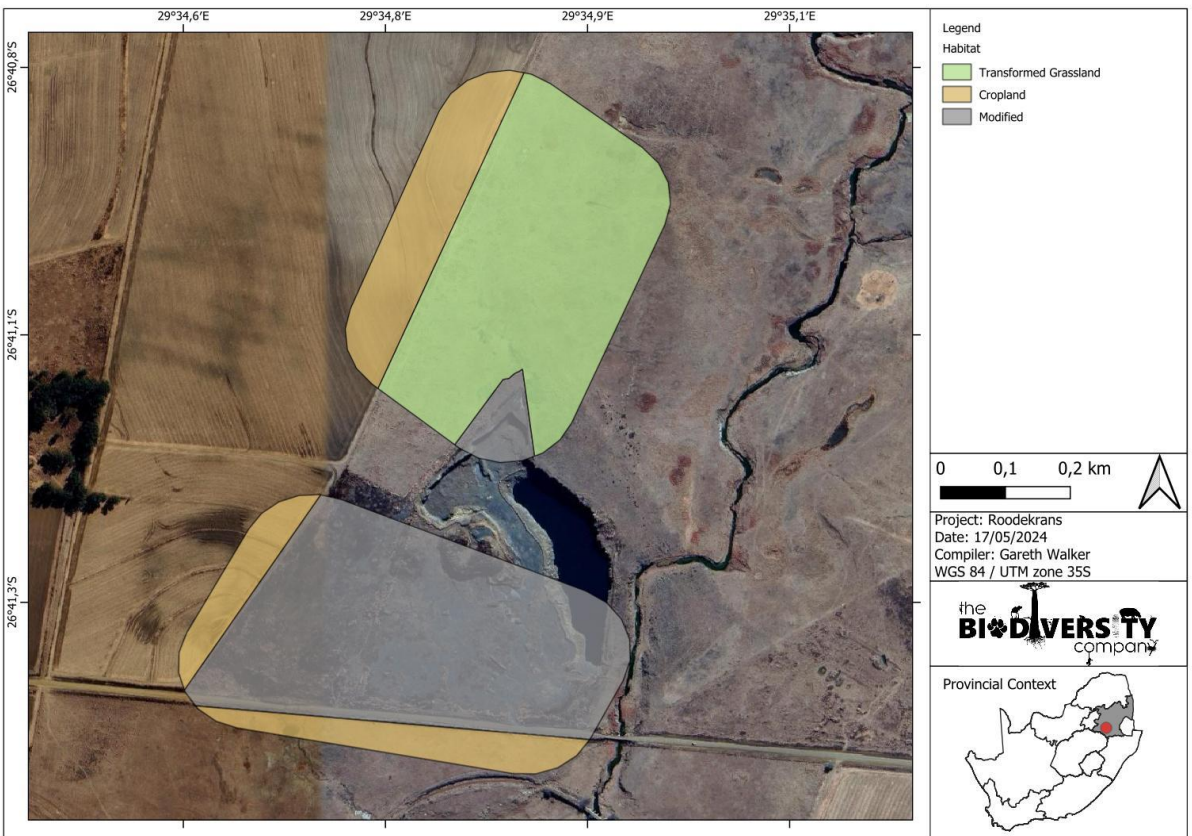 29°34,6'E 29°34,8'E 29°34,9'E 29°35,1'E
26°40,8'S
26°41,1'S
26°41,3'S
Legend
Habitat
Transformed Grassland
Cropland
Modified
0 0,1 0,2 km
Project: Roodekrans
Date: 17/05/2024
Compiler: Gareth Walker
WGS 84 / UTM zone 35S
the
BIODIVERSITY
company
Provincial Context